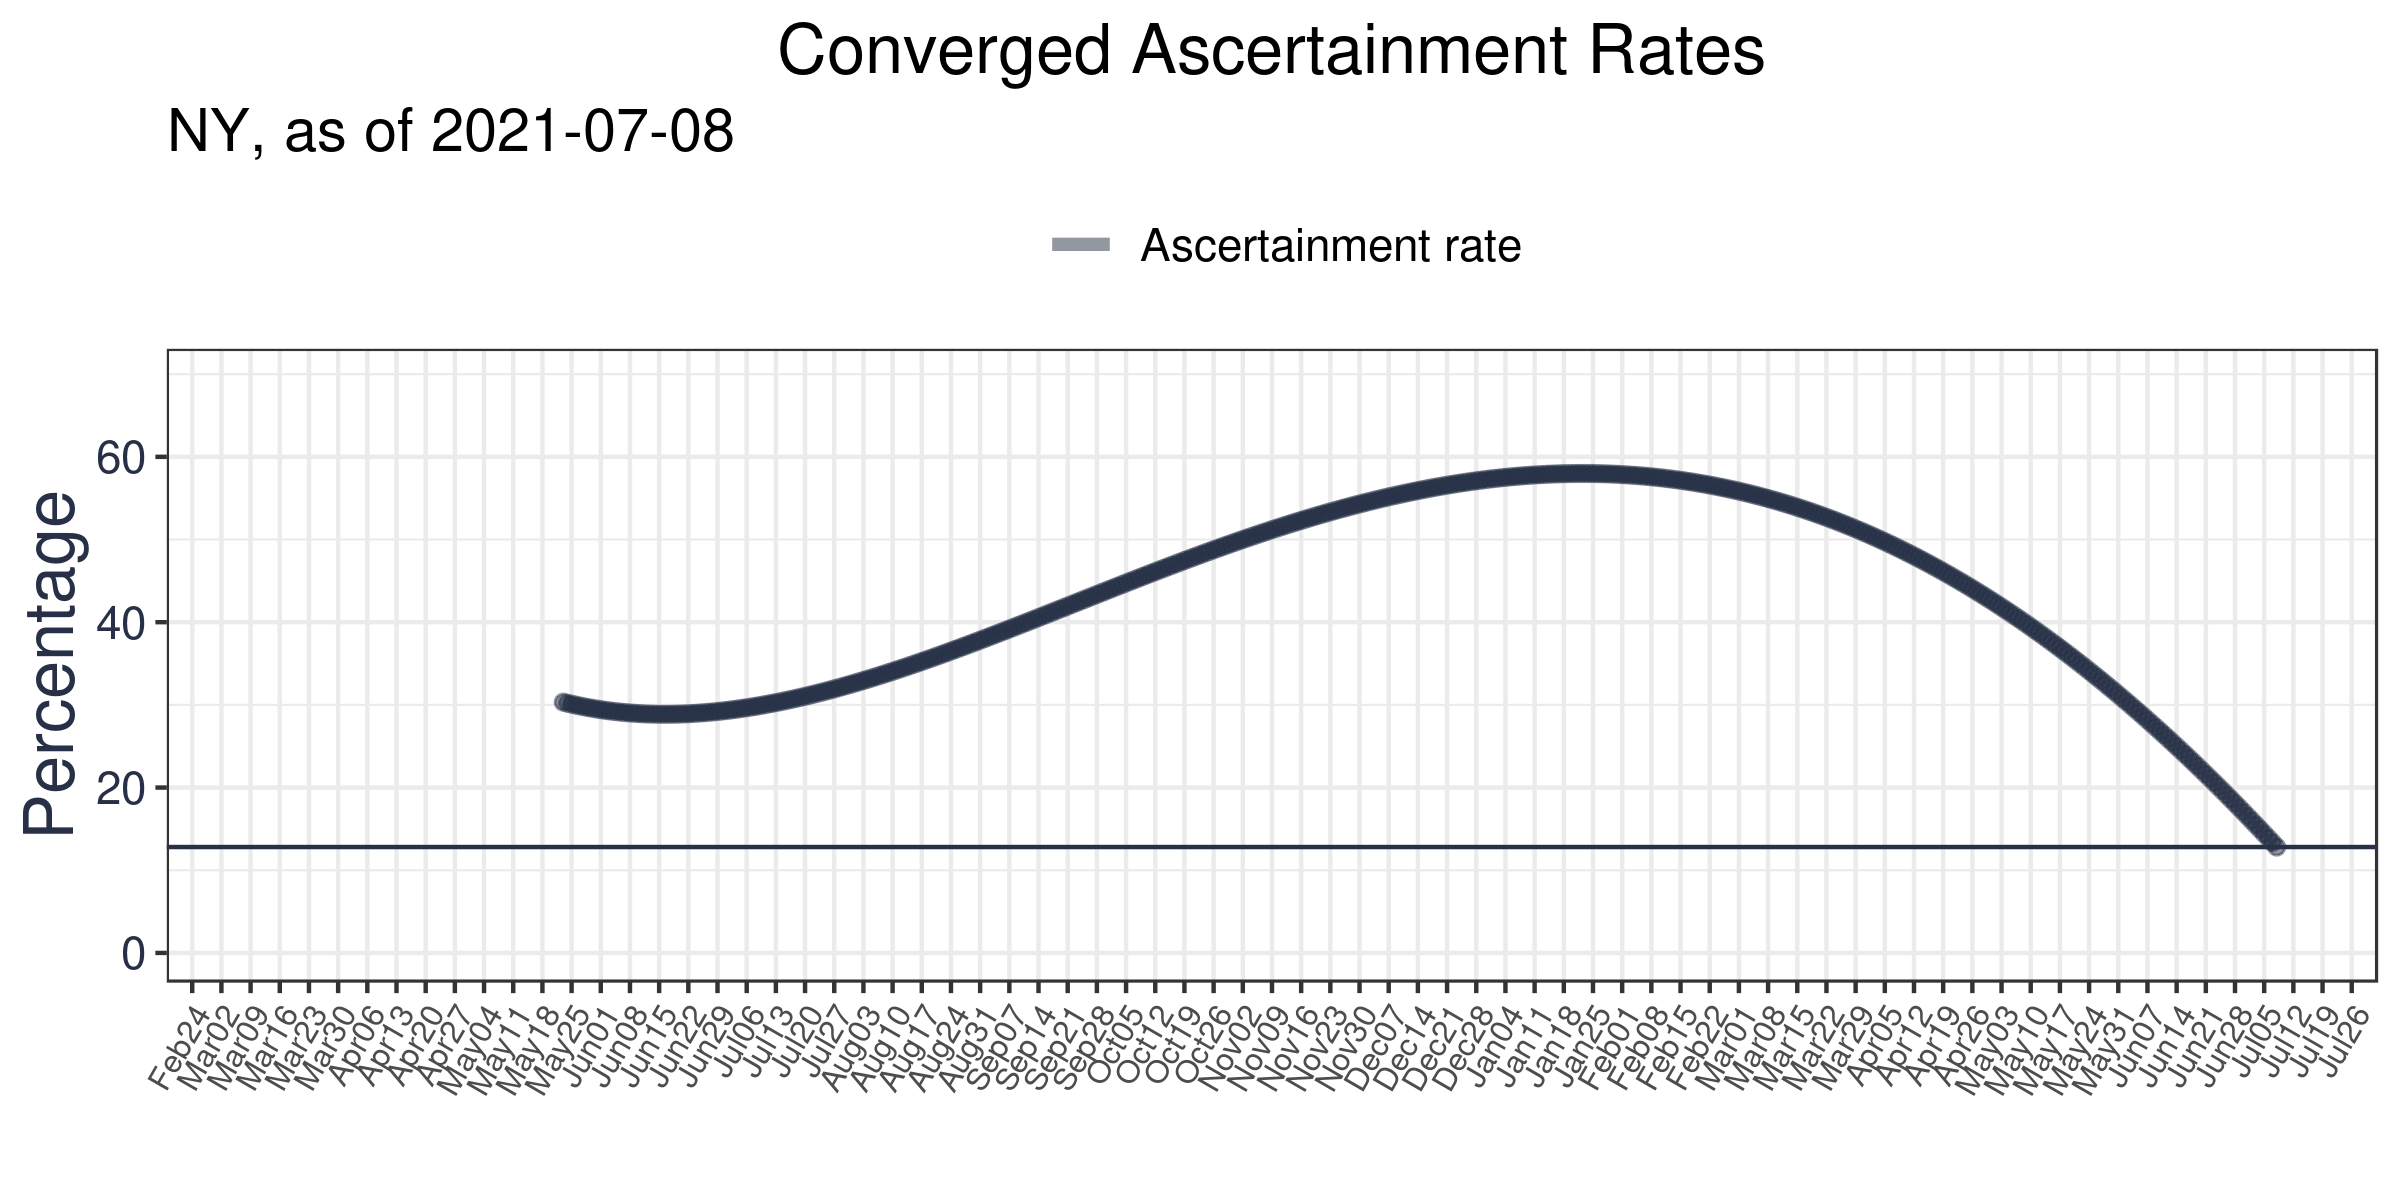 Converged Ascertainment Rates
NY, as of 2021-07-08
Ascertainment rate
Percentage
60
40
20
0
Feb24
Mar02
Mar09
Mar16
Mar23
Mar30
Apr06
Apr13
Apr20
Apr27
May04
May11
May18
May25
Jun01
Jun08
Jun15
Jun22
Jun29
Jul06
Jul13
Jul20
Jul27
Aug03
Aug10
Aug17
Aug24
Aug31
Sep07
Sep14
Sep21
Sep28
Oct05
Oct12
Oct19
Oct26
Nov02
Nov09
Nov16
Nov23
Nov30
Dec07
Dec14
Dec21
Dec28
Jan04
Jan11
Jan18
Jan25
Feb01
Feb08
Feb15
Feb22
Mar01
Mar08
Mar15
Mar22
Mar29
Apr05
Apr12
Apr19
Apr26
May03
May10
May17
May24
May31
Jun07
Jun14
Jun21
Jun28
Jul05
Jul12
Jul19
Jul26